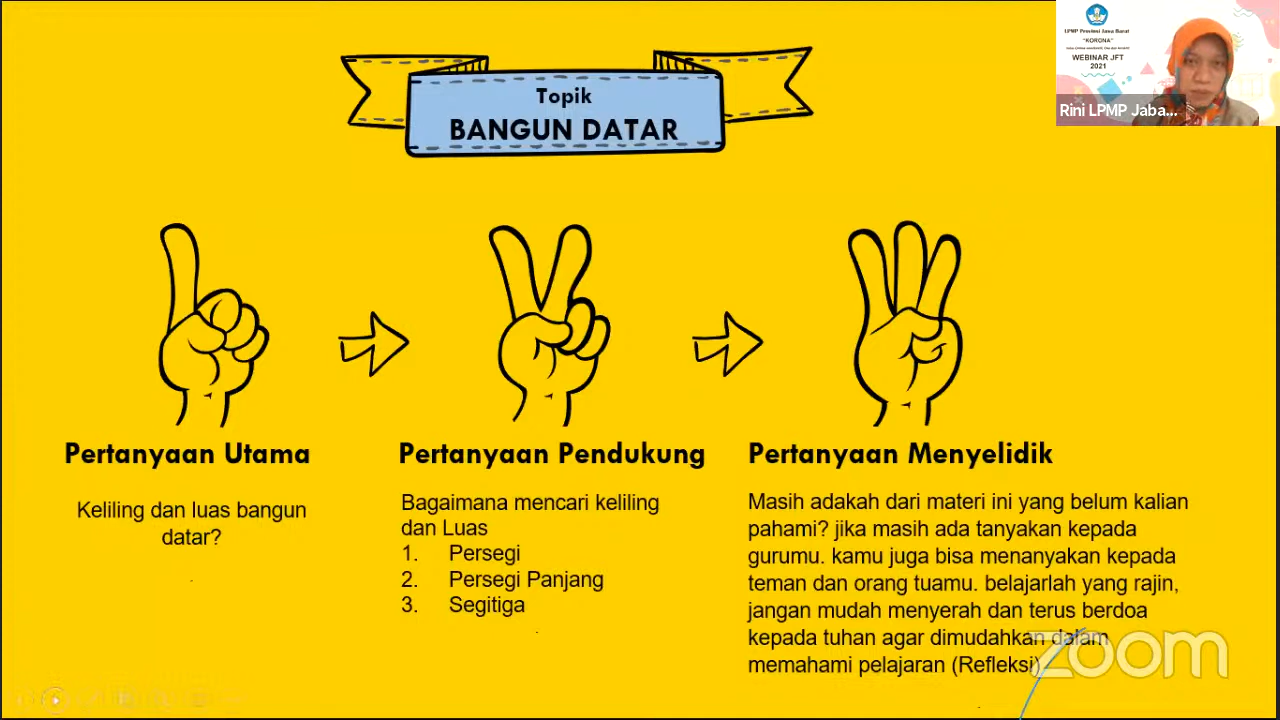 Topik
BANGUN DATAR
LPMP Provinsi Jawa Barat
"KORONA"
WEBINAR JFT
2021
Rini LPMP Jaba...
Pertanyaan Utama
Keliling dan luas bangun
datar?
Pertanyaan Pendukung
Bagaimana mencari keliling
dan Luas
1. Persegi
2. Persegi Panjang
3. Segitiga
Pertanyaan Menyelidik
Masih adakah dari materi ini yang belum kalian
pahami? jika masih ada tanyakan kepada
gurumu. kamu juga bisa menanyakan kepada
teman dan orang tuamu. belajarlah yang rajin,
jangan mudah menyerah dan terus berdoa
kepada tuhan agar dimudahkan dalam
memahami pelajaran (Refleksi)
zoom